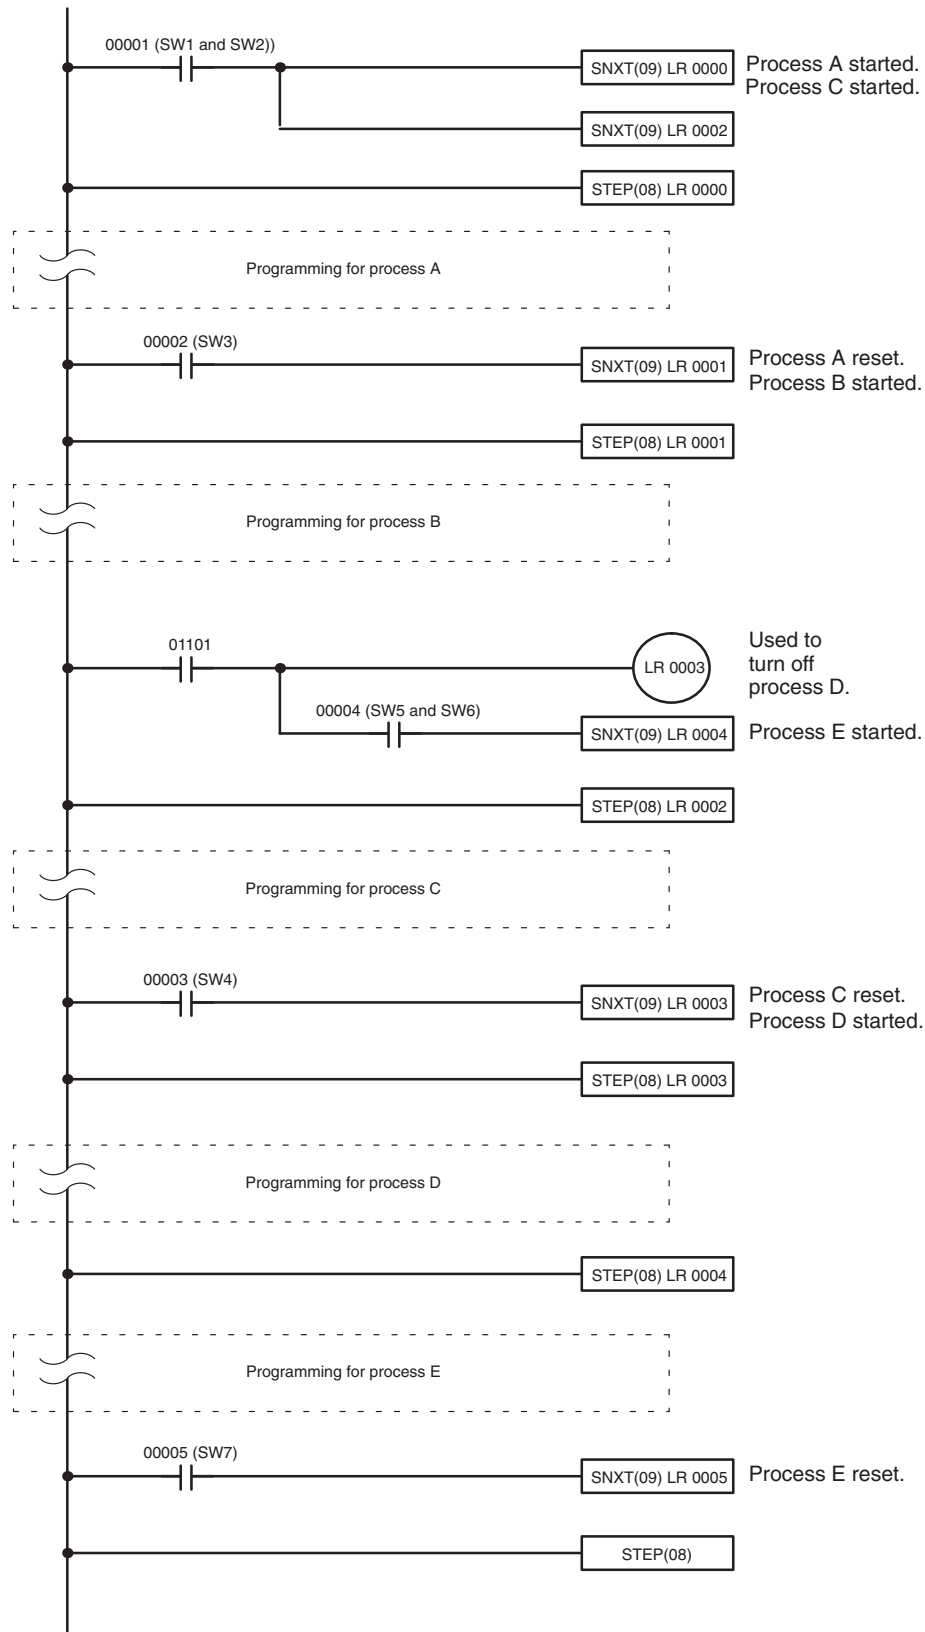 00001 (SW1 and SW2))
SNXT(09) LR 0000
Process A started.
Process C started.
SNXT(09) LR 0002
STEP(08) LR 0000
Programming for process A
00002 (SW3)
SNXT(09) LR 0001
Process A reset.
Process B started.
STEP(08) LR 0001
Programming for process B
01101
LR 0003
Used to
turn off
process D.
00004 (SW5 and SW6)
SNXT(09) LR 0004
Process E started.
STEP(08) LR 0002
Programming for process C
00003 (SW4)
SNXT(09) LR 0003
Process C reset.
Process D started.
STEP(08) LR 0003
Programming for process D
STEP(08) LR 0004
Programming for process E
00005 (SW7)
SNXT(09) LR 0005
Process E reset.
STEP(08)